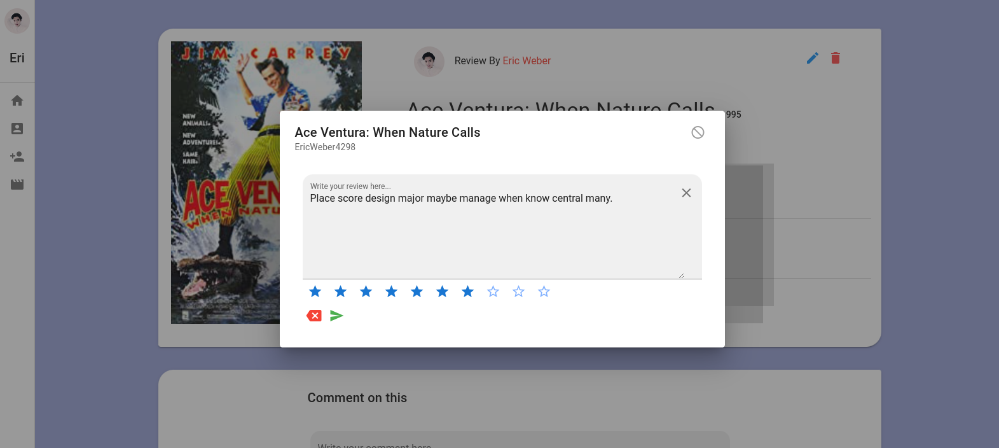 Eri
JIM CARREY
NEW
ANIMALS.
NEW
ADVENTURES.
SAME
HAIR.
ACE VEN
WHEN NATU
Review By Eric Weber
Ace Ventura: When Nature Calls
995
Ace Ventura: When Nature Calls
EricWeber4298
Write your review here...
Place score design major maybe manage when know central many.
Comment on this
Write your comment here